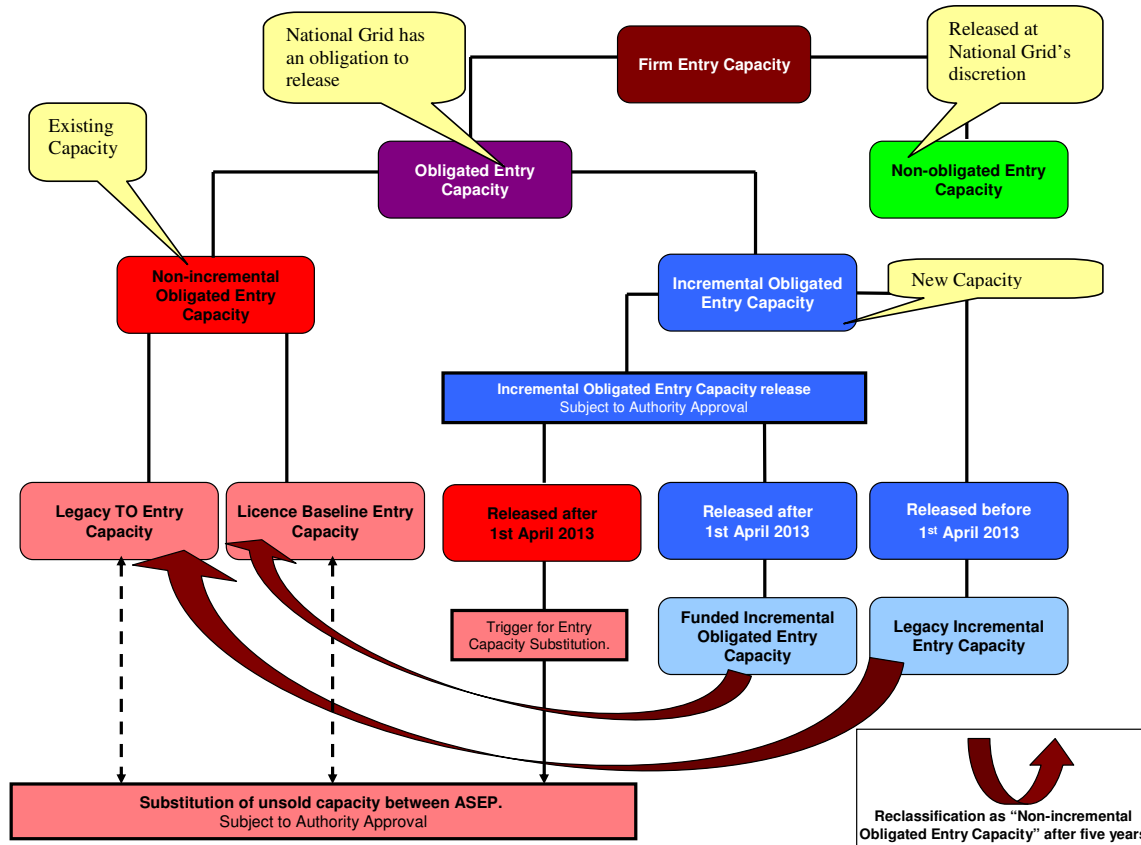 National Grid has
an obligation to
release
Firm Entry Capacity
Released at
National Grid's
discretion
Existing
Capacity
Obligated Entry
Capacity
Non-obligated Entry
Capacity
Non-incremental
Obligated Entry
Capacity
Incremental Obligated
Entry Capacity
New Capacity
Incremental Obligated Entry Capacity release
Subject to Authority Approval
Legacy TO Entry
Capacity
Licence Baseline Entry
Capacity
Released after
1st April 2013
Released after
1st April 2013
Released before
1st April 2013
Trigger for Entry
Capacity Substitution.
Funded Incremental
Obligated Entry
Capacity
Legacy Incremental
Entry Capacity
Substitution of unsold capacity between ASEP.
Subject to Authority Approval
Reclassification as “Non-incremental
Obligated Entry Capacity” after five years